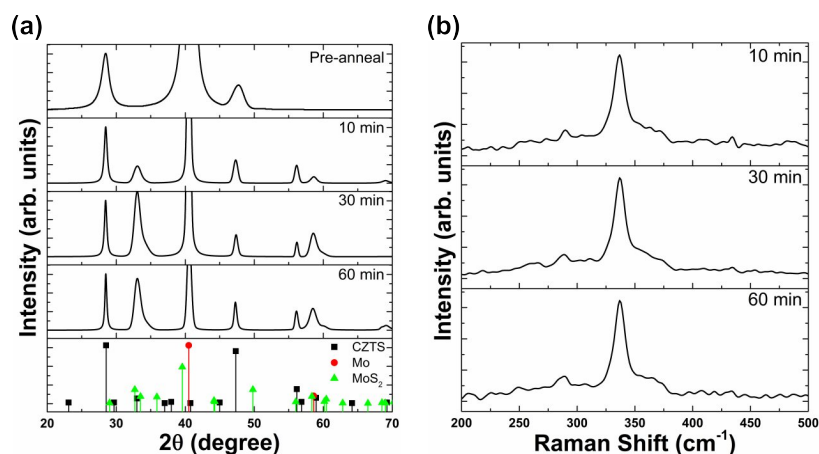 (a)
Pre-anneal
10 min
30 min
60 min
CZTS
Mo
MoS₂
20 30 40 50 60 70
2θ (degree)
Intensity (arb. units)
(b)
10 min
30 min
60 min
200 250 300 350 400 450 500
Raman Shift (cm⁻¹)
Intensity (arb. units)